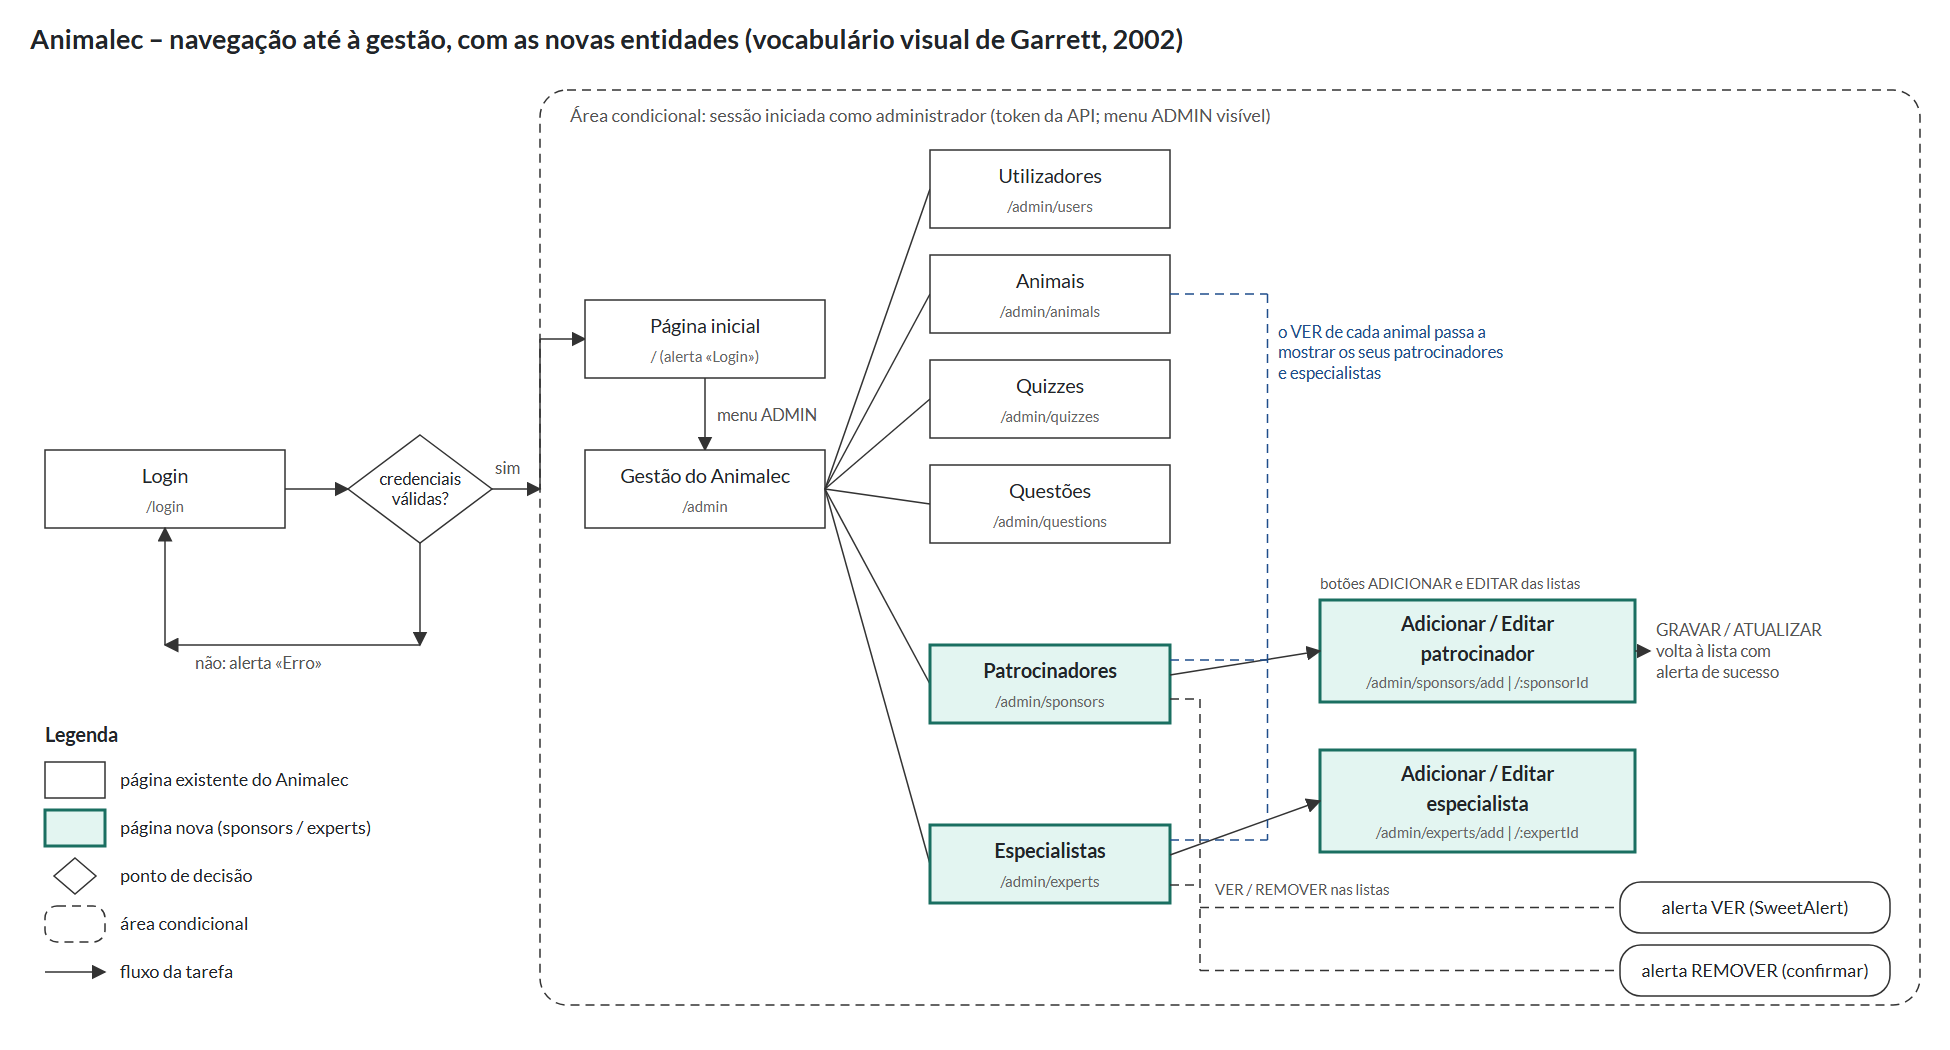 Animalec – navegação até à gestão, com as novas entidades (vocabulário visual de Garrett, 2002)
Área condicional: sessão iniciada como administrador (token da API; menu ADMIN visível)
Utilizadores
/admin/users
Animais
/admin/animals
o VER de cada animal passa a
mostrar os seus patrocinadores
e especialistas
Página inicial
/ (alerta «Login»)
menu ADMIN
Quizzes
/admin/quizzes
Login
/login
credenciais
válidas?
sim
Gestão do Animalec
/admin
Questões
/admin/questions
não: alerta «Erro»
botões ADICIONAR e EDITAR das listas
Patrocinadores
/admin/sponsors
Adicionar / Editar
patrocinador
/admin/sponsors/add | /:sponsorId
GRAVAR / ATUALIZAR
volta à lista com
alerta de sucesso
Especialistas
/admin/experts
Adicionar / Editar
especialista
/admin/experts/add | /:expertId
VER / REMOVER nas listas
alerta VER (SweetAlert)
alerta REMOVER (confirmar)
Legenda
página existente do Animalec
página nova (sponsors / experts)
ponto de decisão
área condicional
fluxo da tarefa